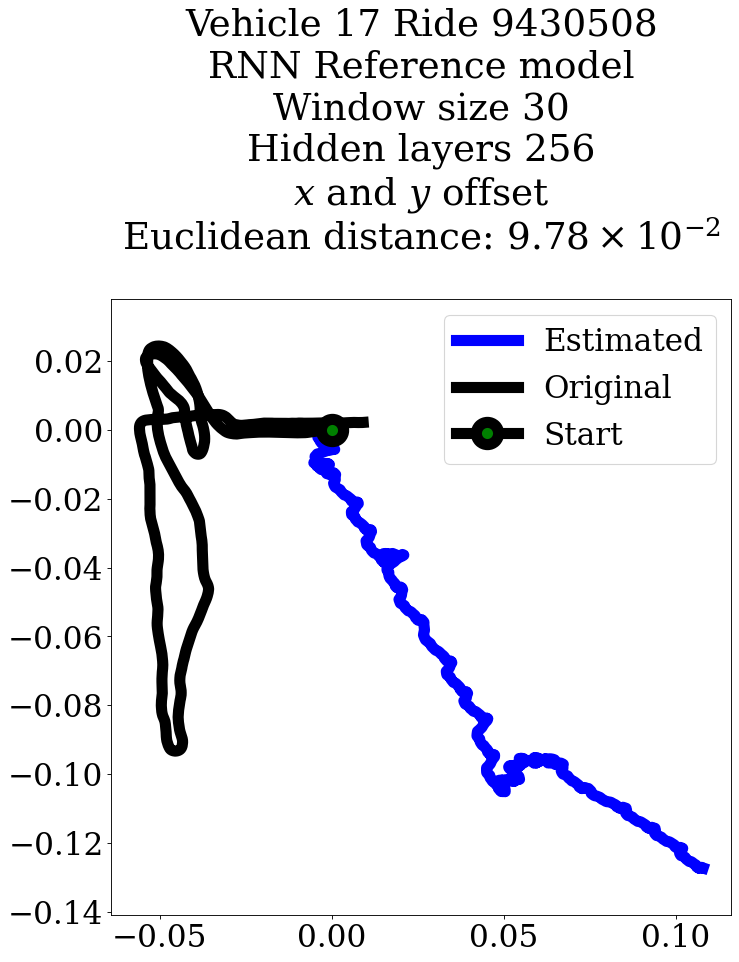 Vehicle 17 Ride 9430508
RNN Reference model
Window size 30
Hidden layers 256
x and y offset
Euclidean distance: 9.78 × 10⁻²
Estimated
Original
Start
0.02
0.00
−0.02
−0.04
−0.06
−0.08
−0.10
−0.12
−0.14
−0.05 0.00 0.05 0.10